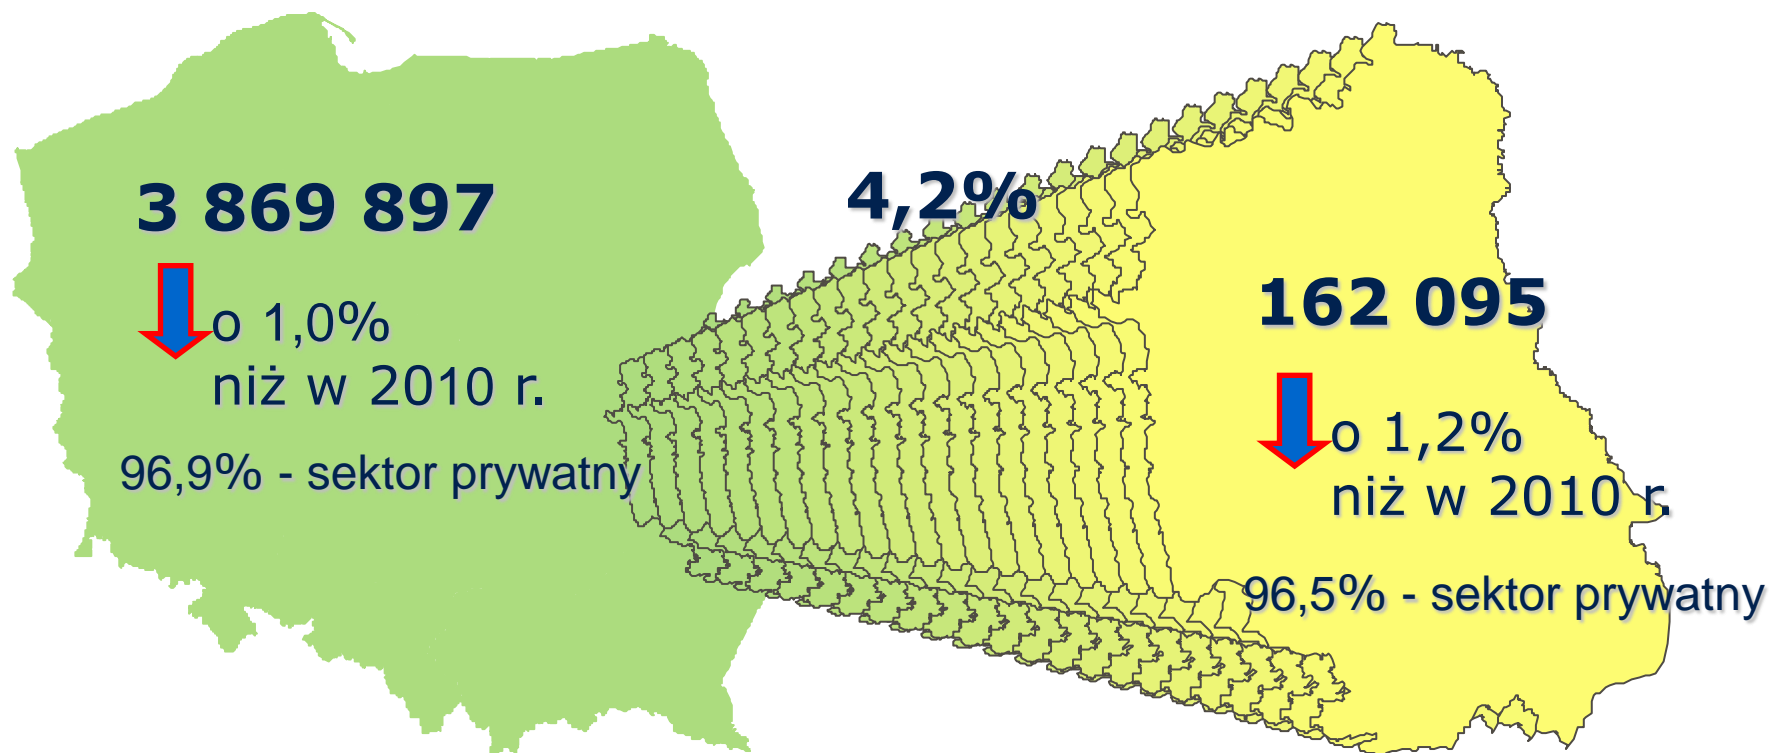 3 869 897
o 1,0%
niż w 2010 r.
96,9% - sektor prywatny
4,2%
162 095
o 1,2%
niż w 2010 r.
96,5% - sektor prywatny